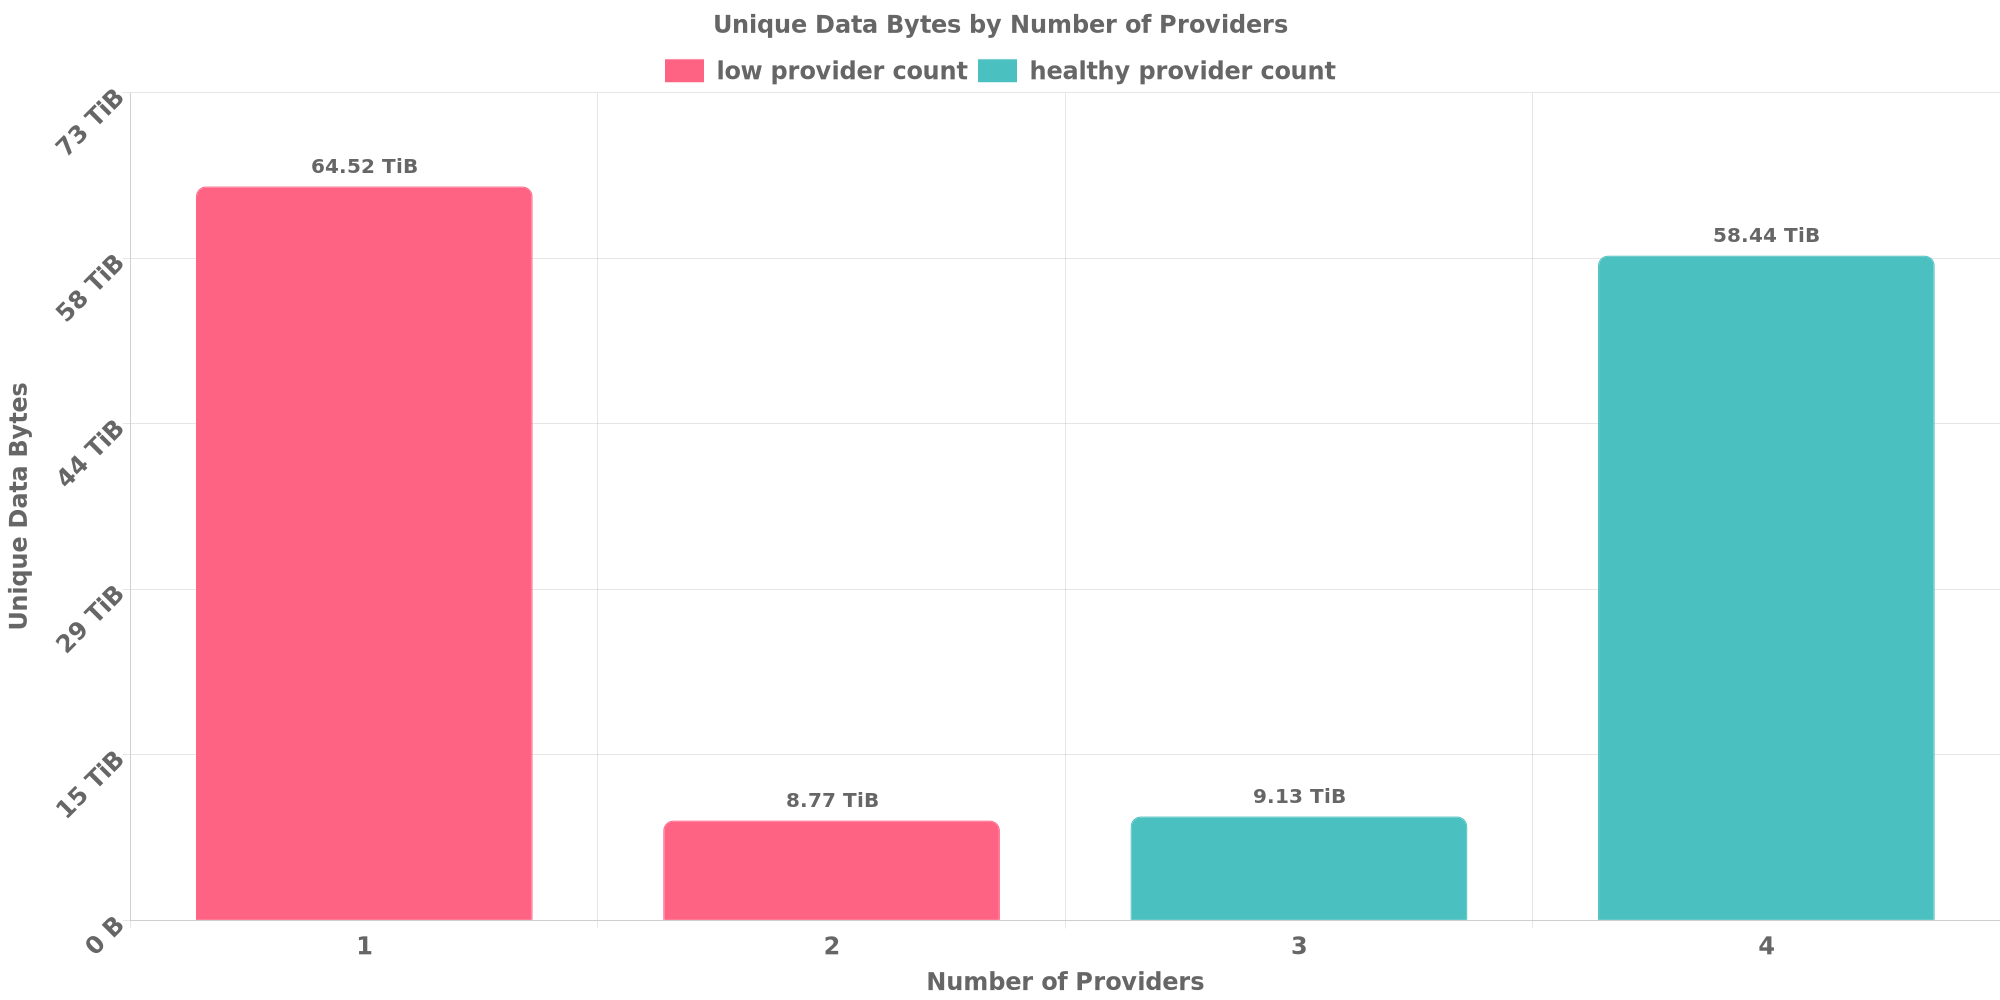 Unique Data Bytes by Number of Providers
low provider count healthy provider count
73 TiB
58 TiB
44 TiB
29 TiB
15 TiB
0 B
Unique Data Bytes
64.52 TiB
8.77 TiB
9.13 TiB
58.44 TiB
1 2 3 4
Number of Providers